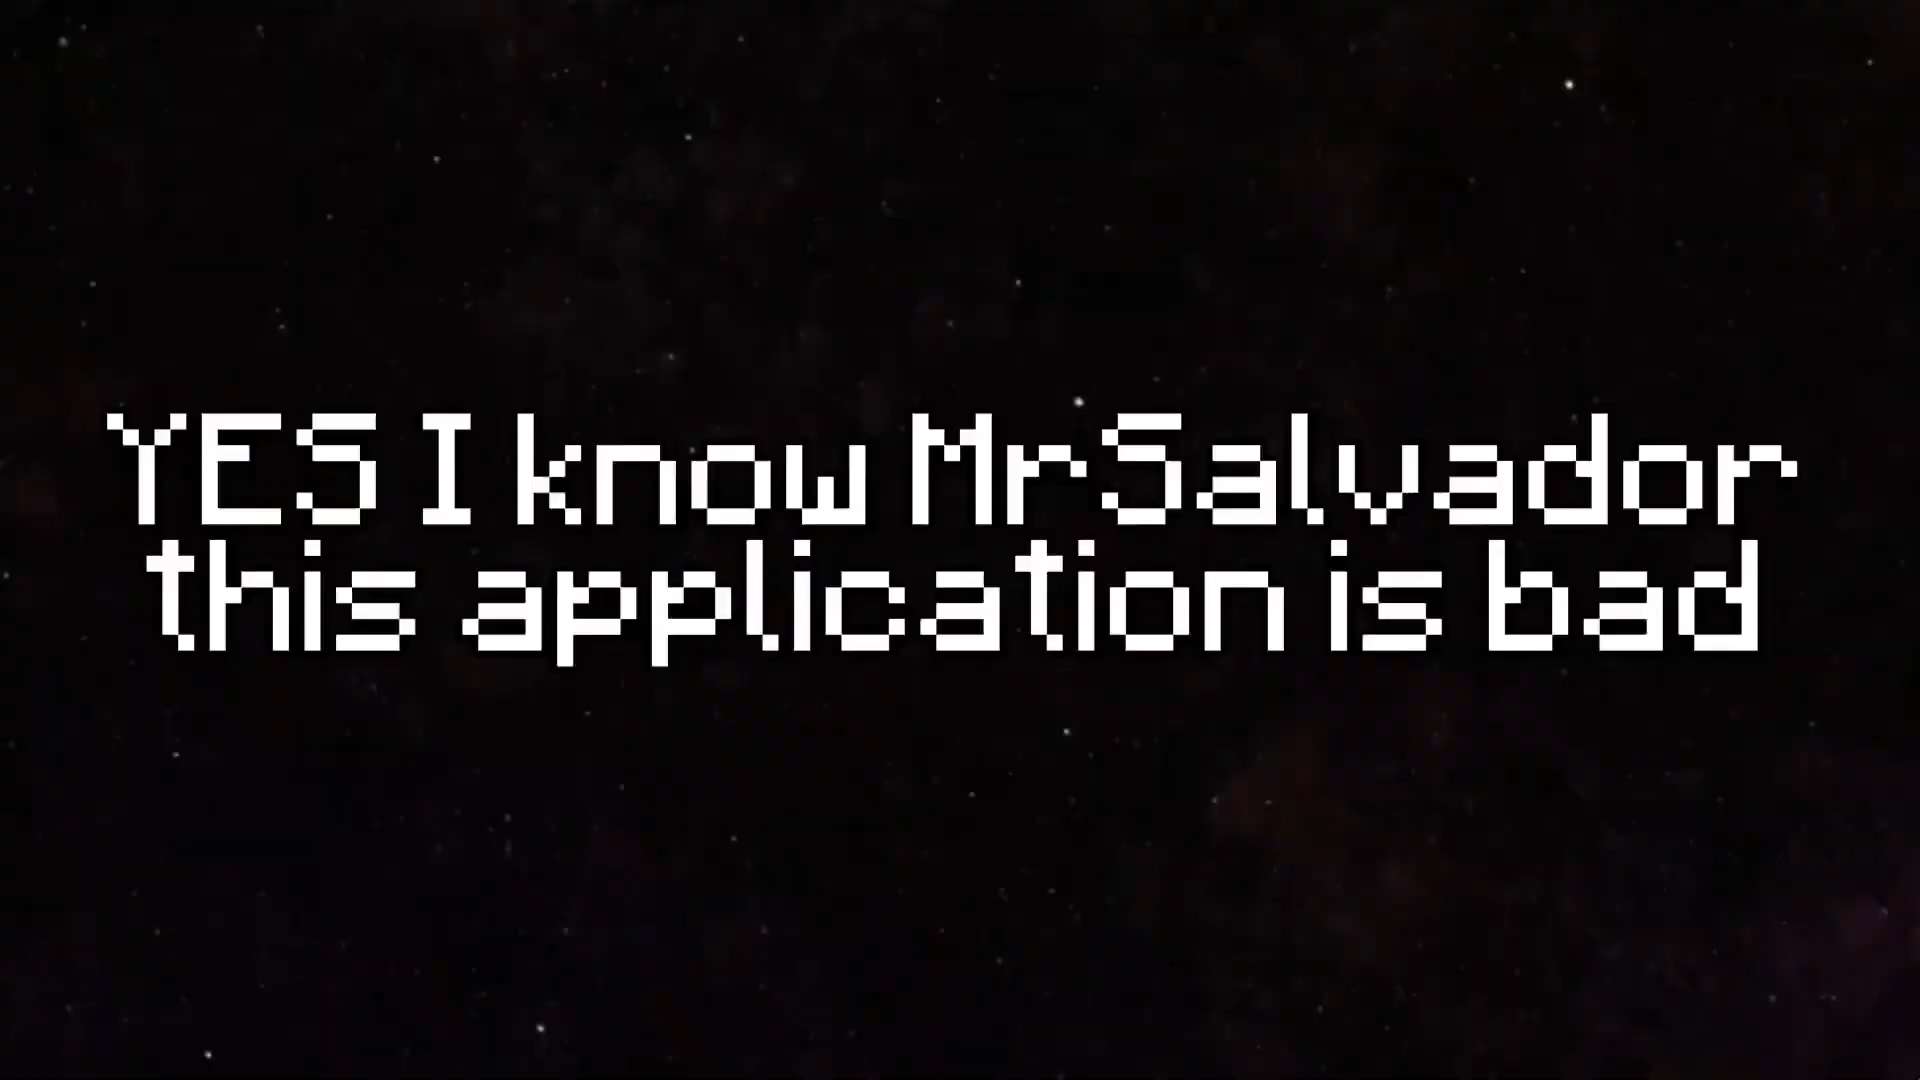 YES I know MrSalvador
this application is bad